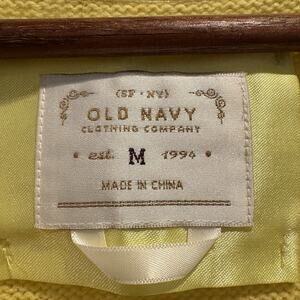 (SF · NY)
OLD NAVY
CLOTHING COMPANY
• est. M 1994 •
MADE IN CHINA